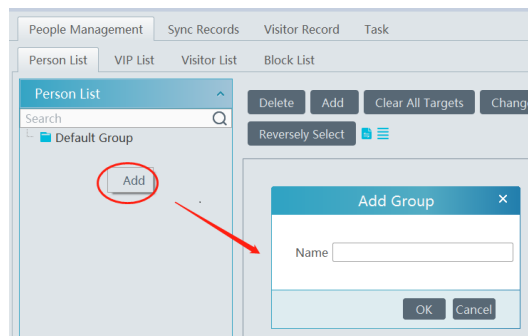 People Management Sync Records Visitor Record Task
Person List VIP List Visitor List Block List
Person List
Search
Default Group
Add
Delete Add Clear All Targets Chang
Reversely Select
Add Group ×
Name
OK Cancel